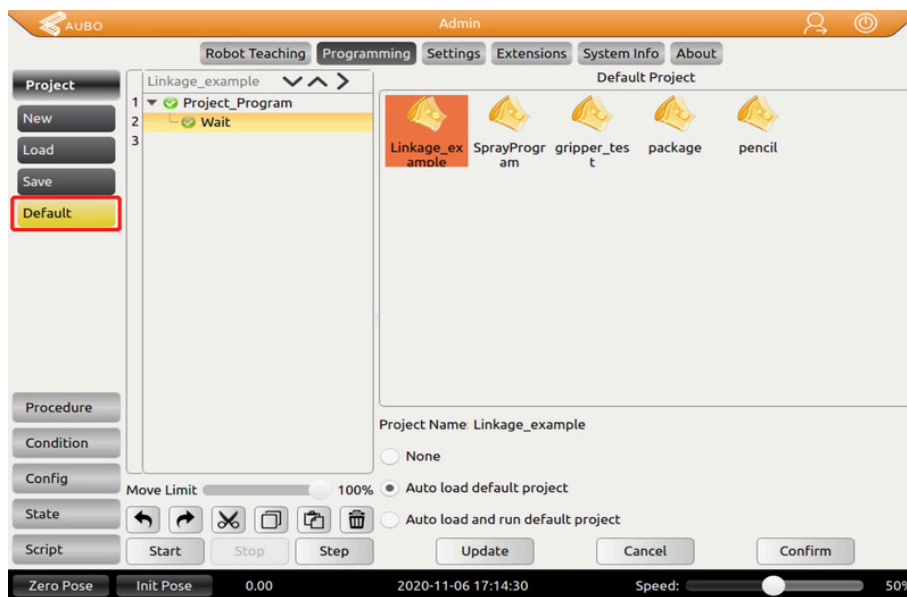 AUBO
Admin
Robot Teaching Programming Settings Extensions System Info About
Project
New
Load
Save
Default
Procedure
Condition
Config
State
Script
Linkage_example
1 Project_Program
2 Wait
3
Move Limit 100%
Start Stop Step
Default Project
Linkage_ex
ample
SprayProgr
am
gripper_tes
t
package
pencil
Project Name: Linkage_example
None
Auto load default project
Auto load and run default project
Update Cancel Confirm
Zero Pose Init Pose 0.00 2020-11-06 17:14:30 Speed: 50%